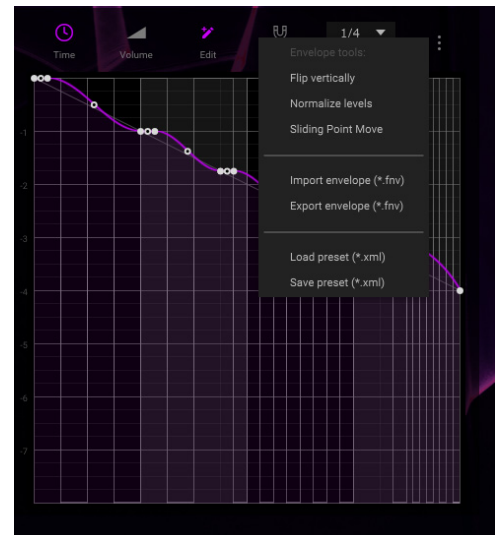 1/4
Time
Volume
Edit
Envelope tools:
Flip vertically
Normalize levels
Sliding Point Move
Import envelope (*.fnv)
Export envelope (*.fnv)
Load preset (*.xml)
Save preset (*.xml)
-1
-2
-3
-4
-5
-6
-7